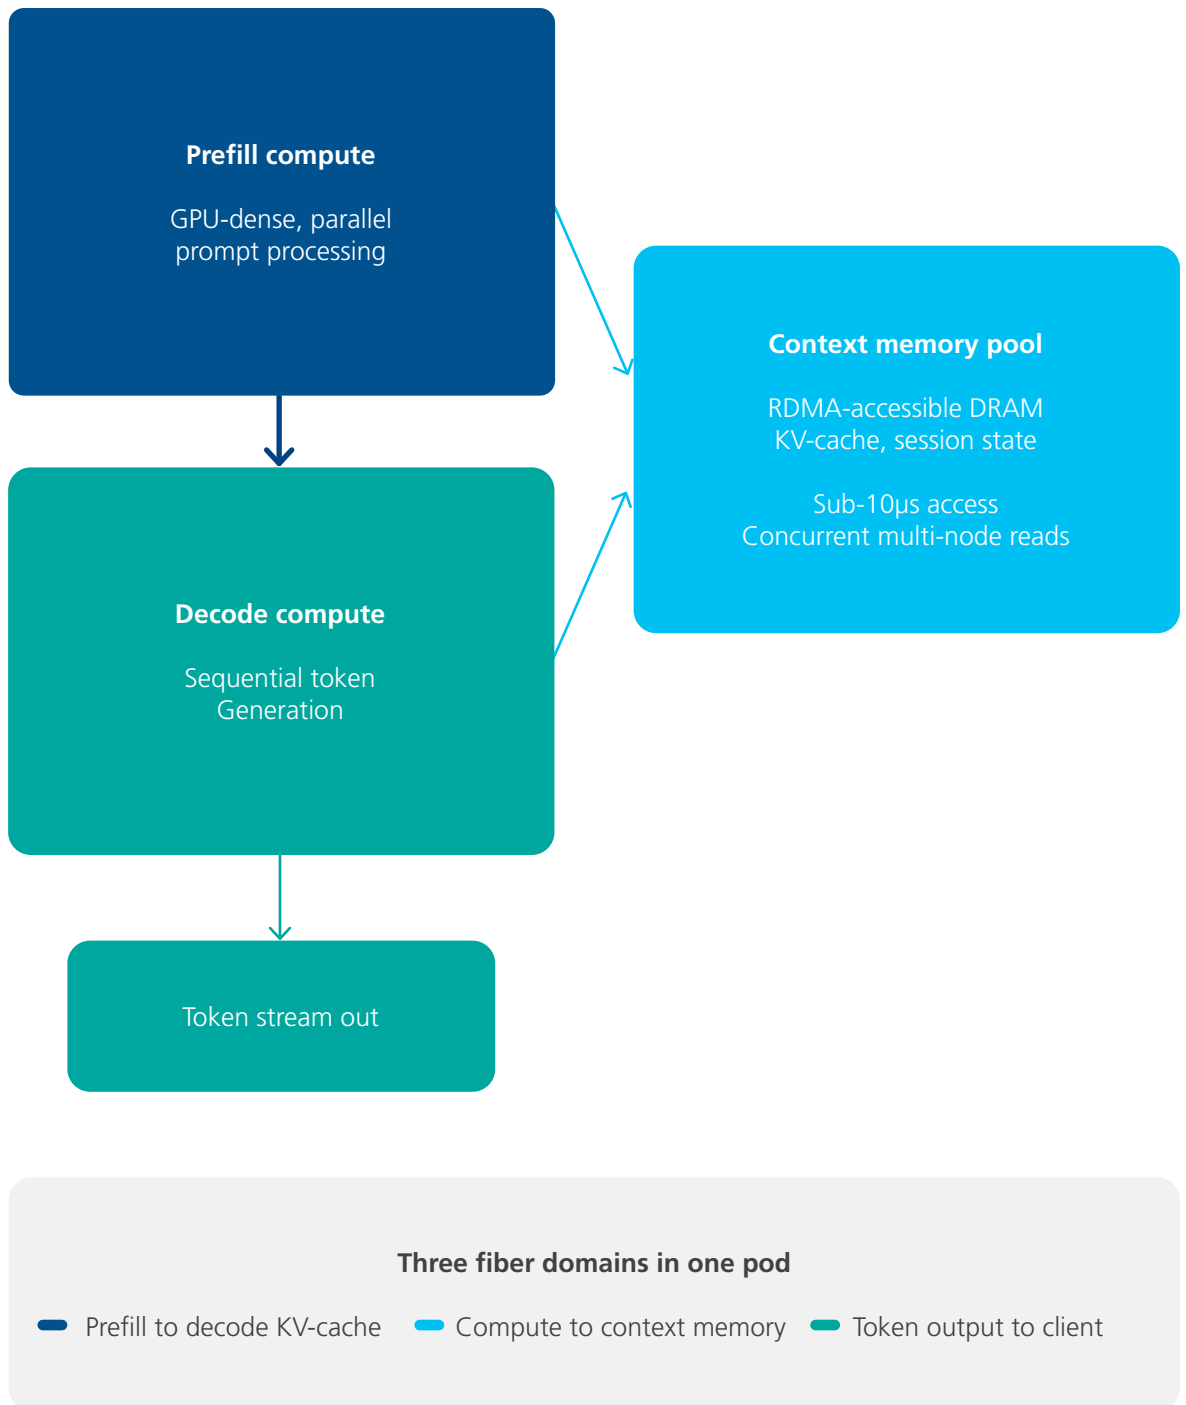 Prefill compute
GPU-dense, parallel
prompt processing
Context memory pool
RDMA-accessible DRAM
KV-cache, session state
Sub-10µs access
Concurrent multi-node reads
Decode compute
Sequential token
Generation
Token stream out
Three fiber domains in one pod
Prefill to decode KV-cache
Compute to context memory
Token output to client